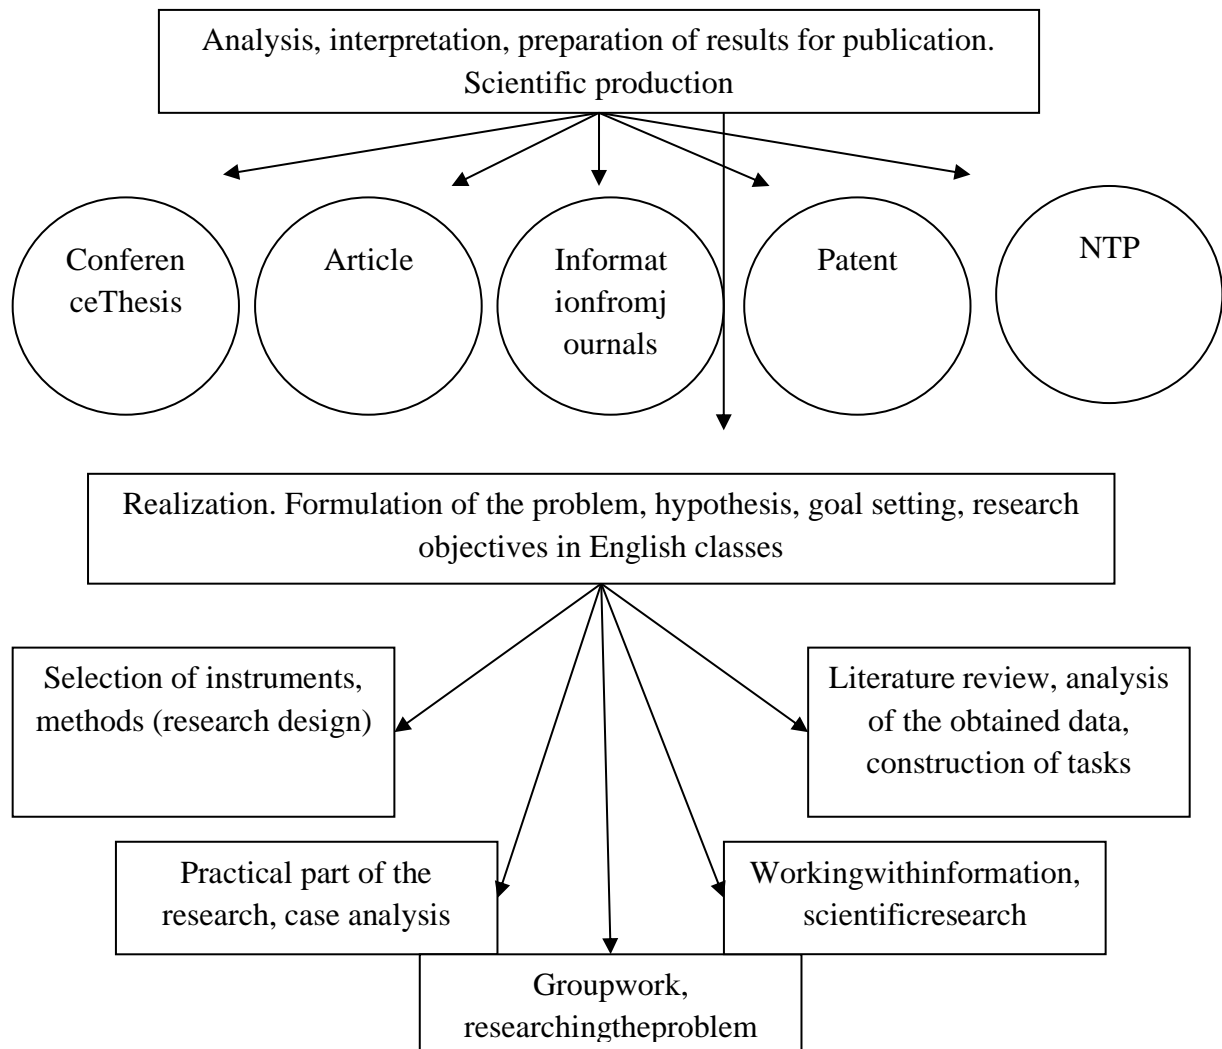 Analysis, interpretation, preparation of results for publication.
Scientific production
Conferen
ceThesis
Article
Informat
ionfromj
ournals
Patent
NTP
Realization. Formulation of the problem, hypothesis, goal setting, research
objectives in English classes
Selection of instruments,
methods (research design)
Literature review, analysis
of the obtained data,
construction of tasks
Practical part of the
research, case analysis
Workingwithinformation,
scientificresearch
Groupwork,
researchingtheproblem